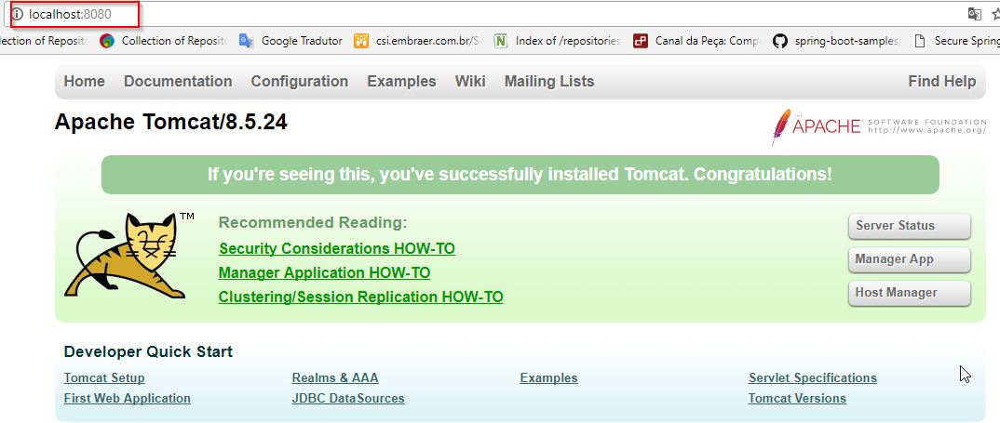 localhost:8080
lection of Reposito
Collection of Reposito
Google Tradutor
csi.embraer.com.br/S
Index of /repositories
Canal da Peça: Comp
spring-boot-samples
Secure Spring
Home Documentation Configuration Examples Wiki Mailing Lists Find Help
Apache Tomcat/8.5.24
THE
APACHE SOFTWARE FOUNDATION
http://www.apache.org/
If you're seeing this, you've successfully installed Tomcat. Congratulations!
TM
Recommended Reading:
Security Considerations HOW-TO
Manager Application HOW-TO
Clustering/Session Replication HOW-TO
Server Status
Manager App
Host Manager
Developer Quick Start
Tomcat Setup Realms & AAA Examples Servlet Specifications
First Web Application JDBC DataSources Tomcat Versions